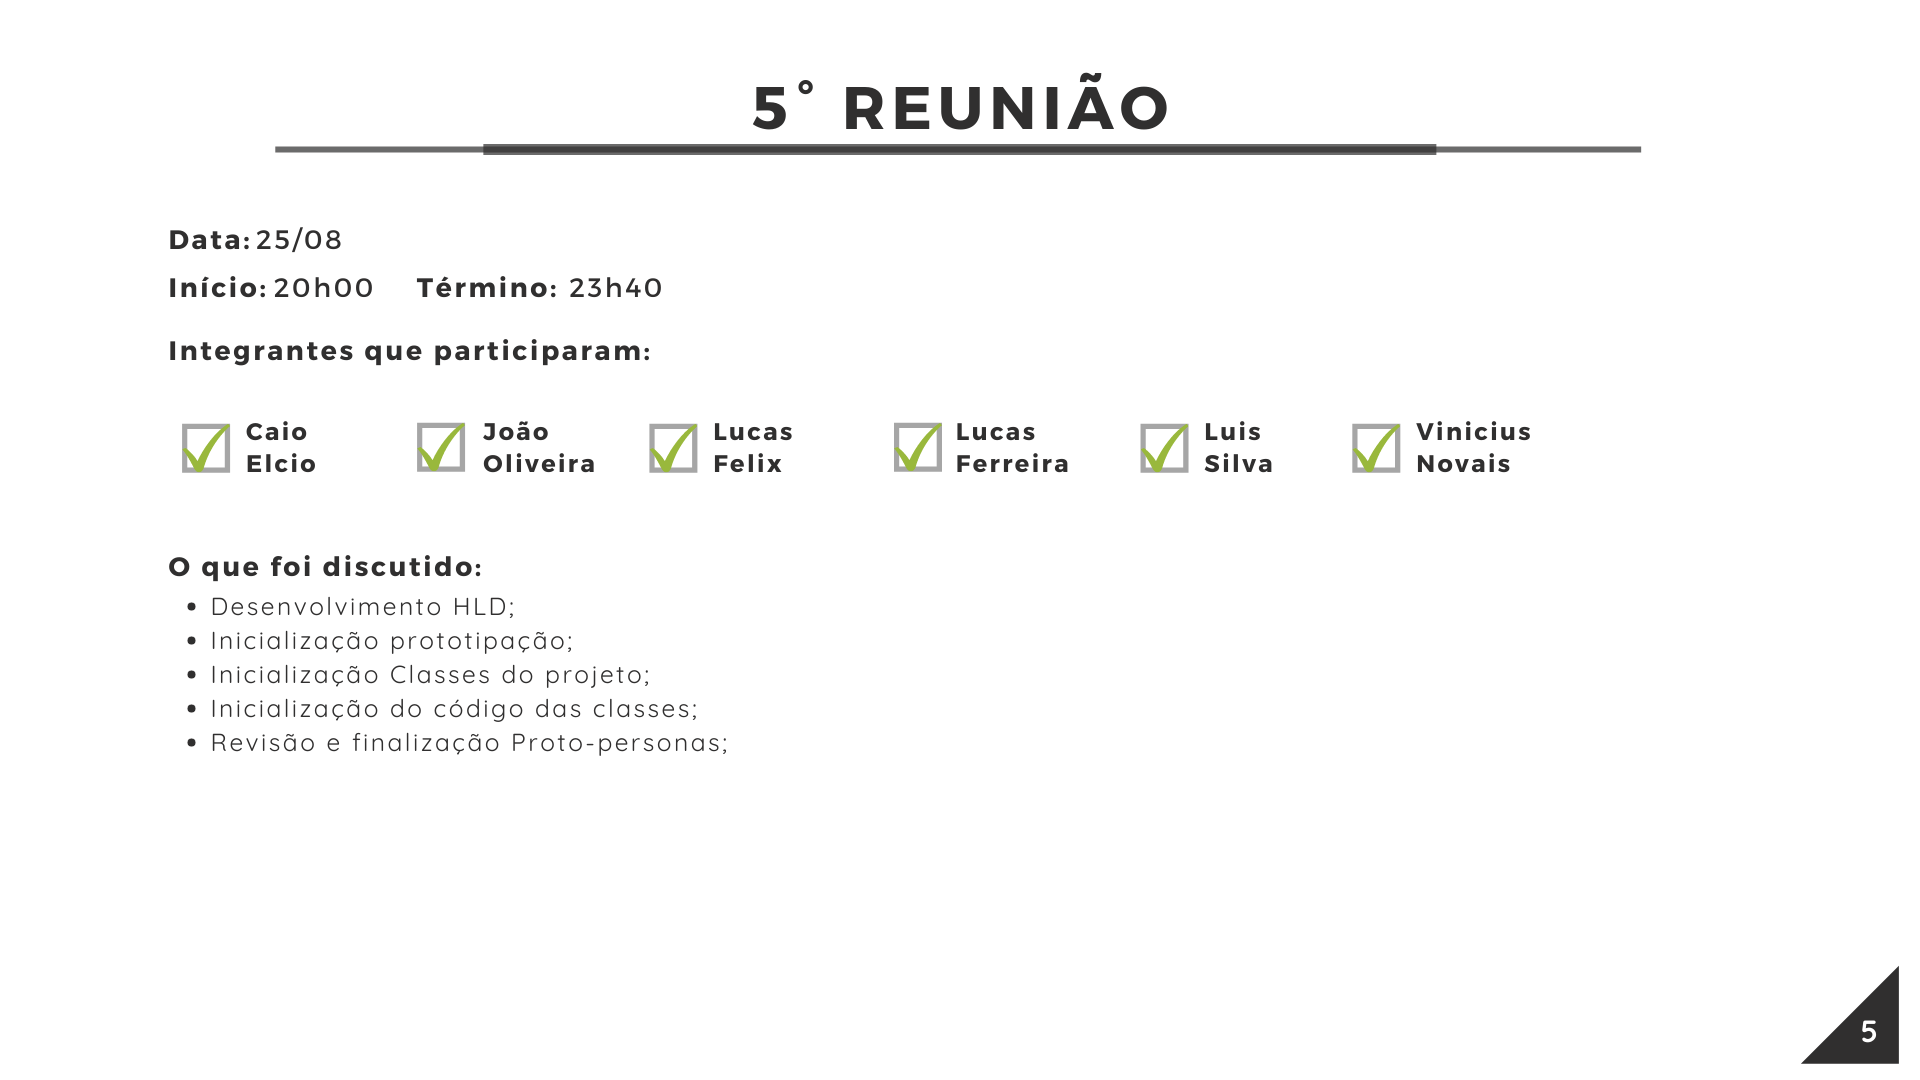 5° REUNIÃO
Data: 25/08
Início: 20h00 Término: 23h40
Integrantes que participaram:
Caio João Lucas Lucas Luis Vinicius
Elcio Oliveira Felix Ferreira Silva Novais
O que foi discutido:
• Desenvolvimento HLD;
• Inicialização prototipação;
• Inicialização Classes do projeto;
• Inicialização do código das classes;
• Revisão e finalização Proto-personas;
5